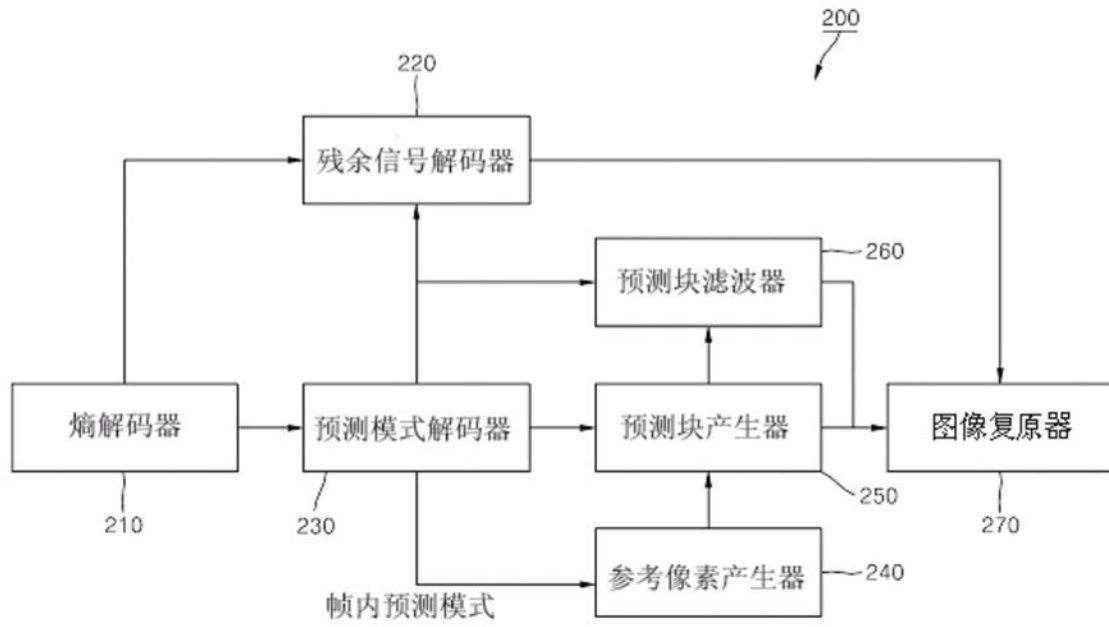 200
220
残余信号解码器
260
预测块滤波器
熵解码器
预测模式解码器
预测块产生器
图像复原器
210
230
250
270
参考像素产生器
240
帧内预测模式